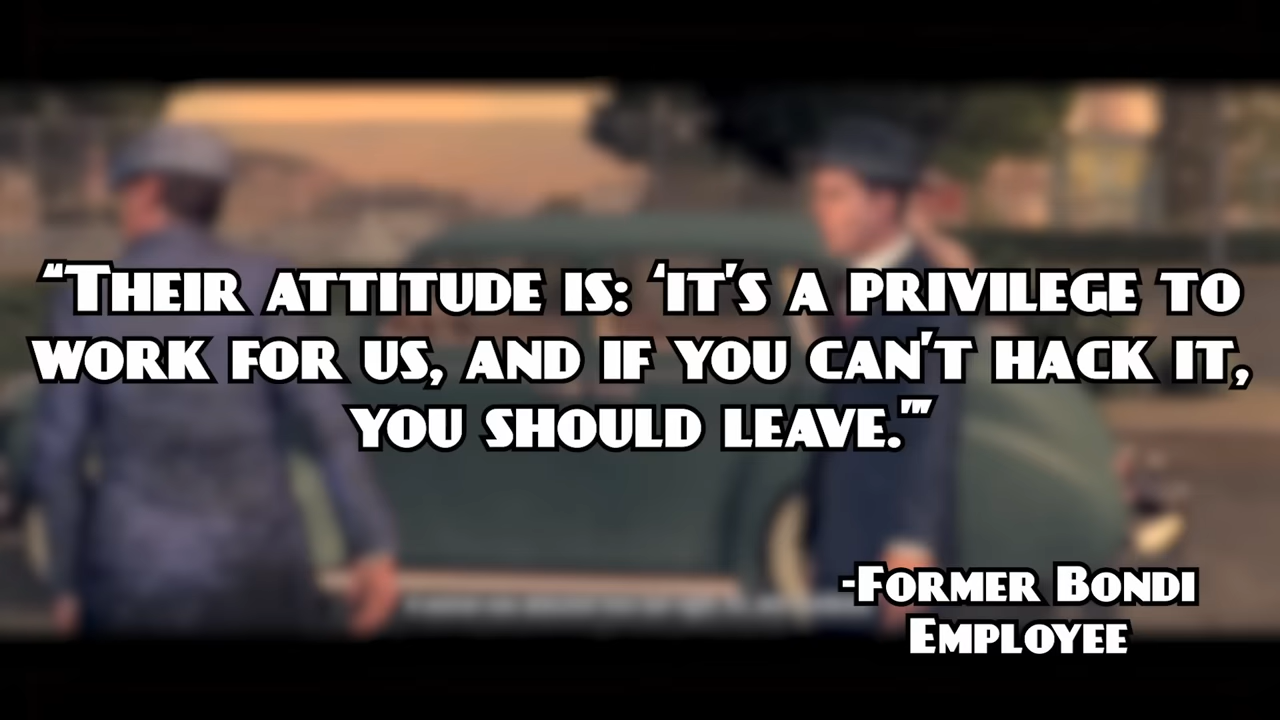 “Their attitude is: ‘it's a privilege to
work for us, and if you can't hack it,
you should leave.'"
-Former Bondi
Employee